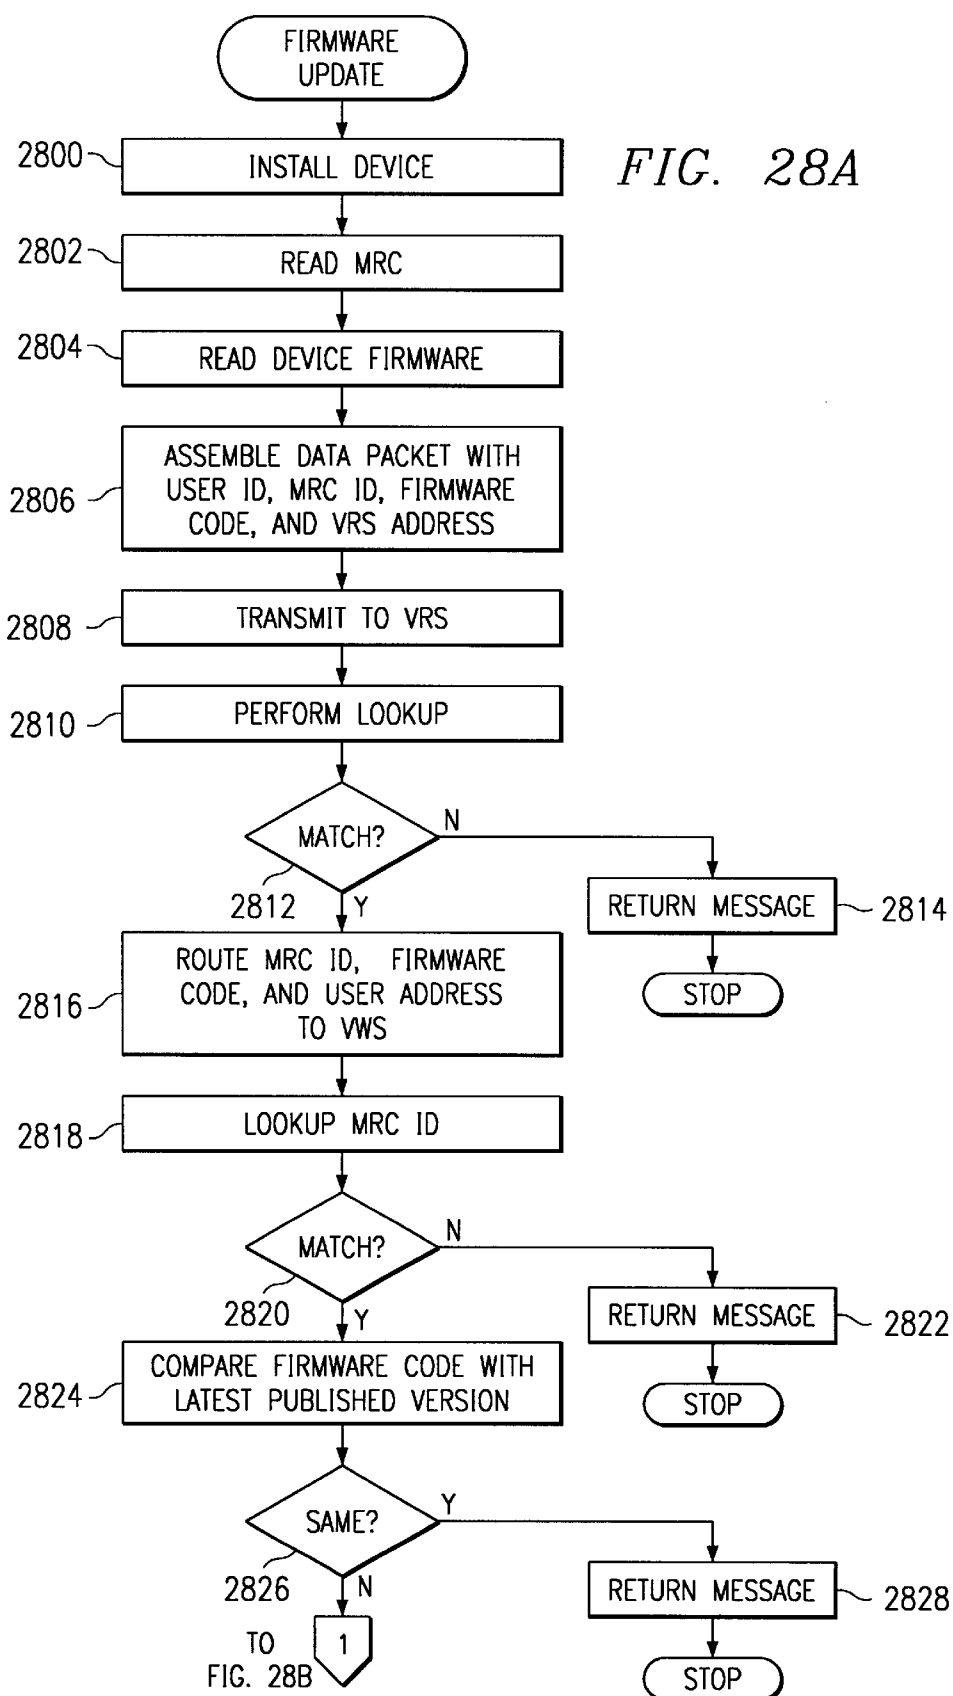 FIRMWARE
UPDATE
FIG. 28A
2800
INSTALL DEVICE
2802
READ MRC
2804
READ DEVICE FIRMWARE
2806
ASSEMBLE DATA PACKET WITH
USER ID, MRC ID, FIRMWARE
CODE, AND VRS ADDRESS
2808
TRANSMIT TO VRS
2810
PERFORM LOOKUP
MATCH?
N
2812
Y
RETURN MESSAGE
2814
STOP
2816
ROUTE MRC ID, FIRMWARE
CODE, AND USER ADDRESS
TO VWS
2818
LOOKUP MRC ID
MATCH?
N
2820
Y
RETURN MESSAGE
2822
STOP
2824
COMPARE FIRMWARE CODE WITH
LATEST PUBLISHED VERSION
SAME?
Y
2826
N
RETURN MESSAGE
2828
STOP
TO
FIG. 28B
1